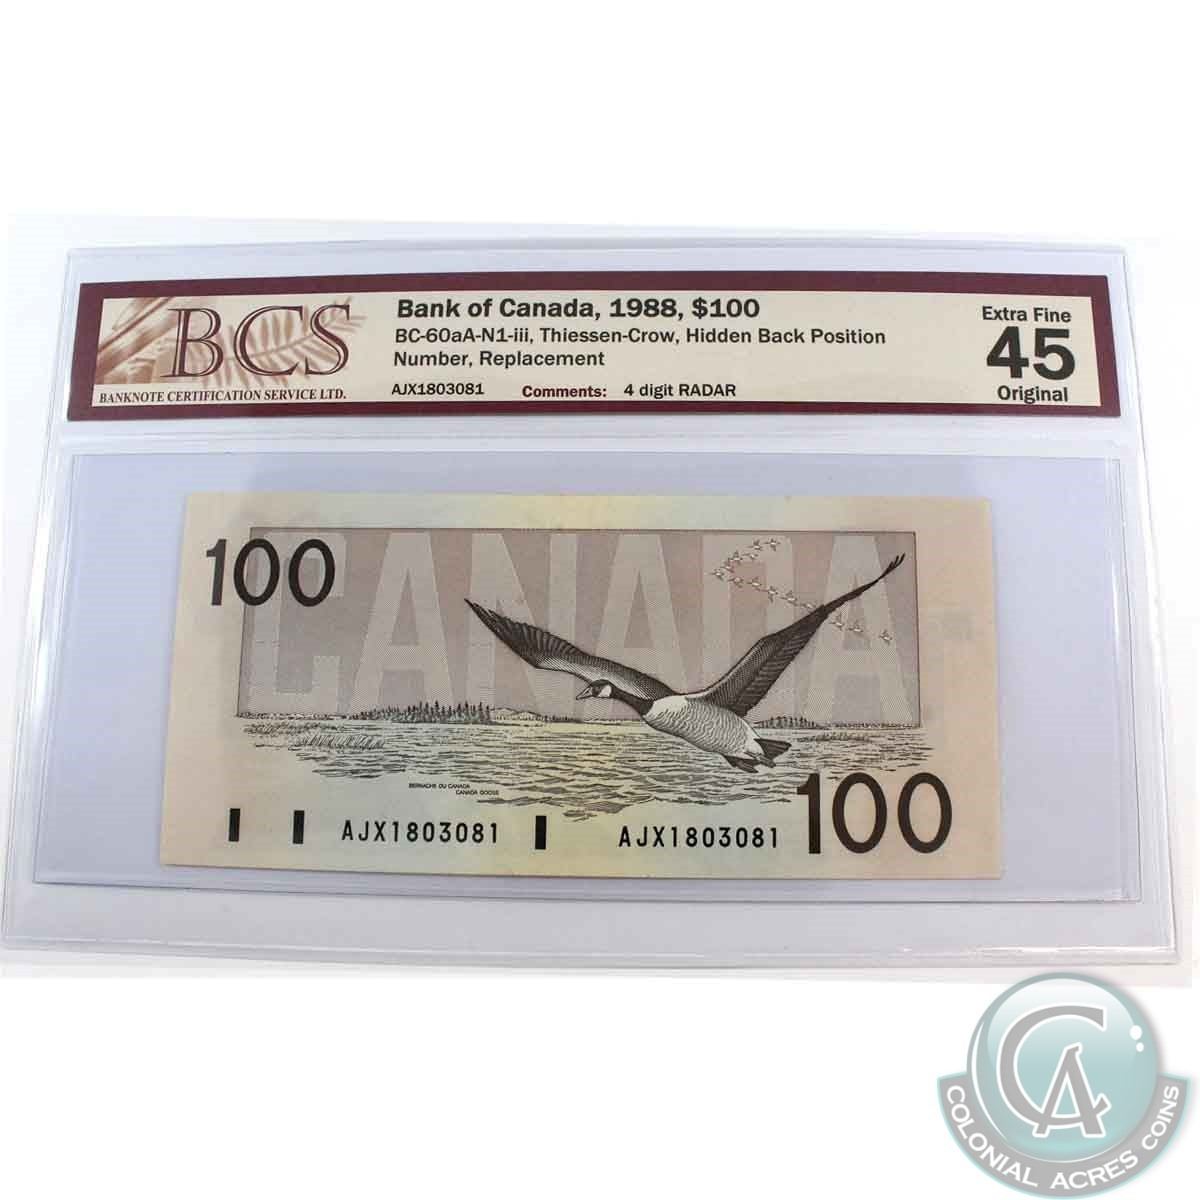 BCS
BANKNOTE CERTIFICATION SERVICE LTD.
Bank of Canada, 1988, $100
BC-60aA-N1-iii, Thiessen-Crow, Hidden Back Position
Number, Replacement
AJX1803081 Comments: 4 digit RADAR
Extra Fine
45
Original
100
CANADA
BERNACHE DU CANADA
CANADA GOOSE
AJX1803081 AJX1803081
100
CA
COLONIAL ACRES COINS